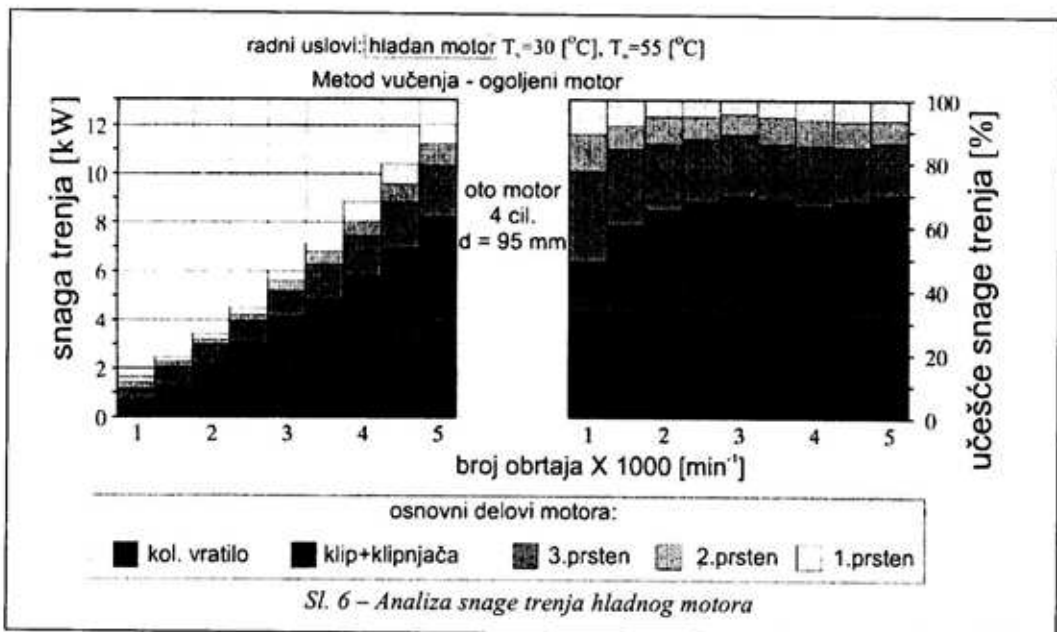 radni uslovi: hladan motor Tᵥ=30 [°C], Tᵤ=55 [°C]
Metod vučenja - ogoljeni motor
snaga trenja [kW]
12
10
8
6
4
2
0
1 2 3 4 5
oto motor
4 cil.
d = 95 mm
100
80
60
40
20
0
1 2 3 4 5
učešće snage trenja [%]
broj obrtaja X 1000 [min⁻¹]
osnovni delovi motora:
kol. vratilo klip+klipnjača 3.prsten 2.prsten 1.prsten
Sl. 6 – Analiza snage trenja hladnog motora